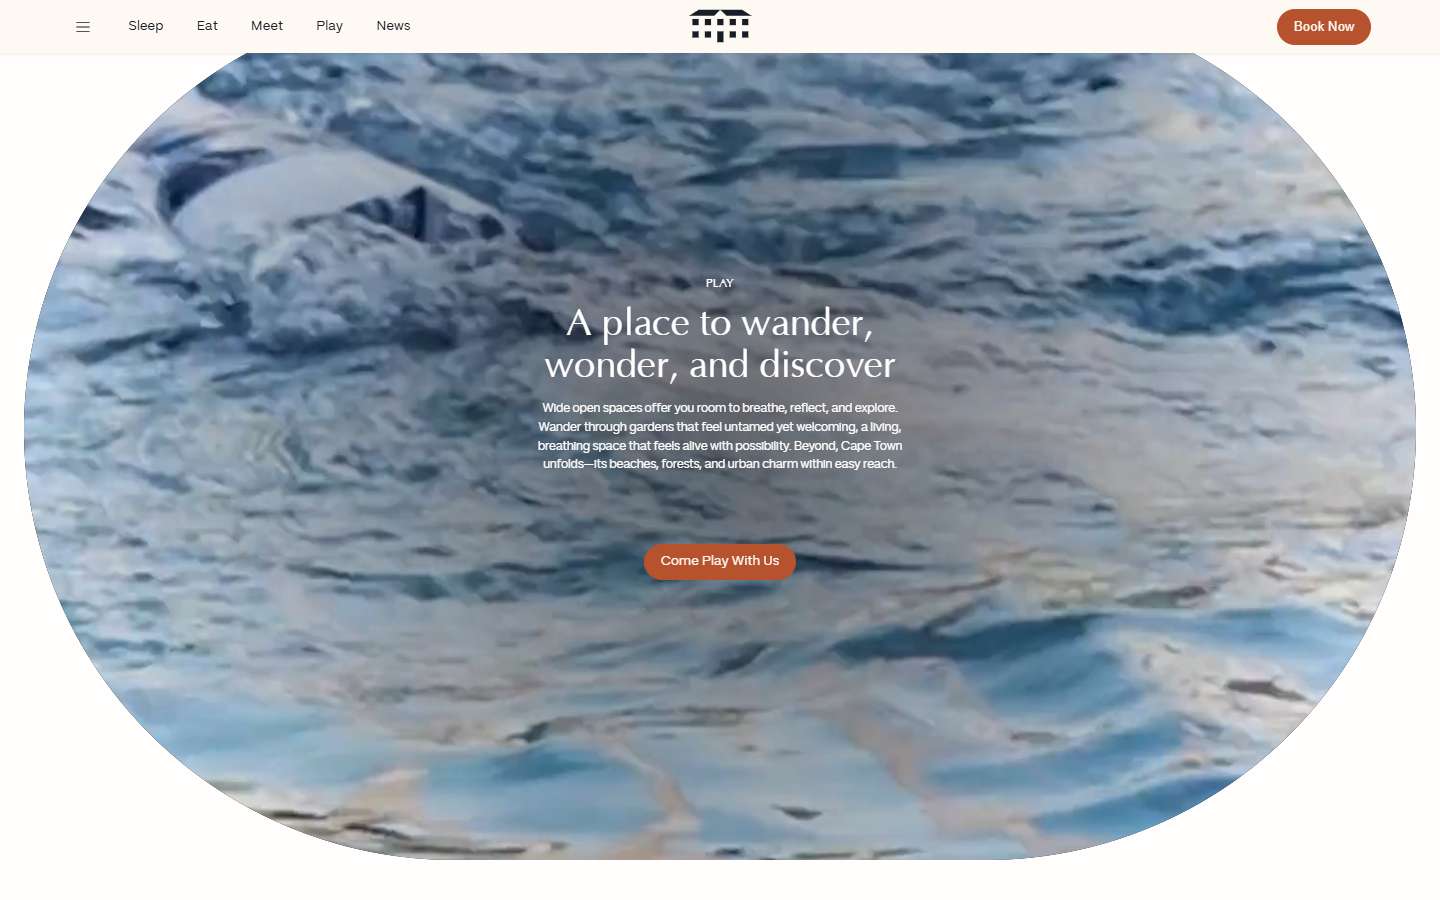 Sleep
Eat
Meet
Play
News
Book Now
PLAY
A place to wander,
wonder, and discover
Wide open spaces offer you room to breathe, reflect, and explore.
Wander through gardens that feel untamed yet welcoming, a living,
breathing space that feels alive with possibility. Beyond, Cape Town
unfolds—its beaches, forests, and urban charm within easy reach.
Come Play With Us